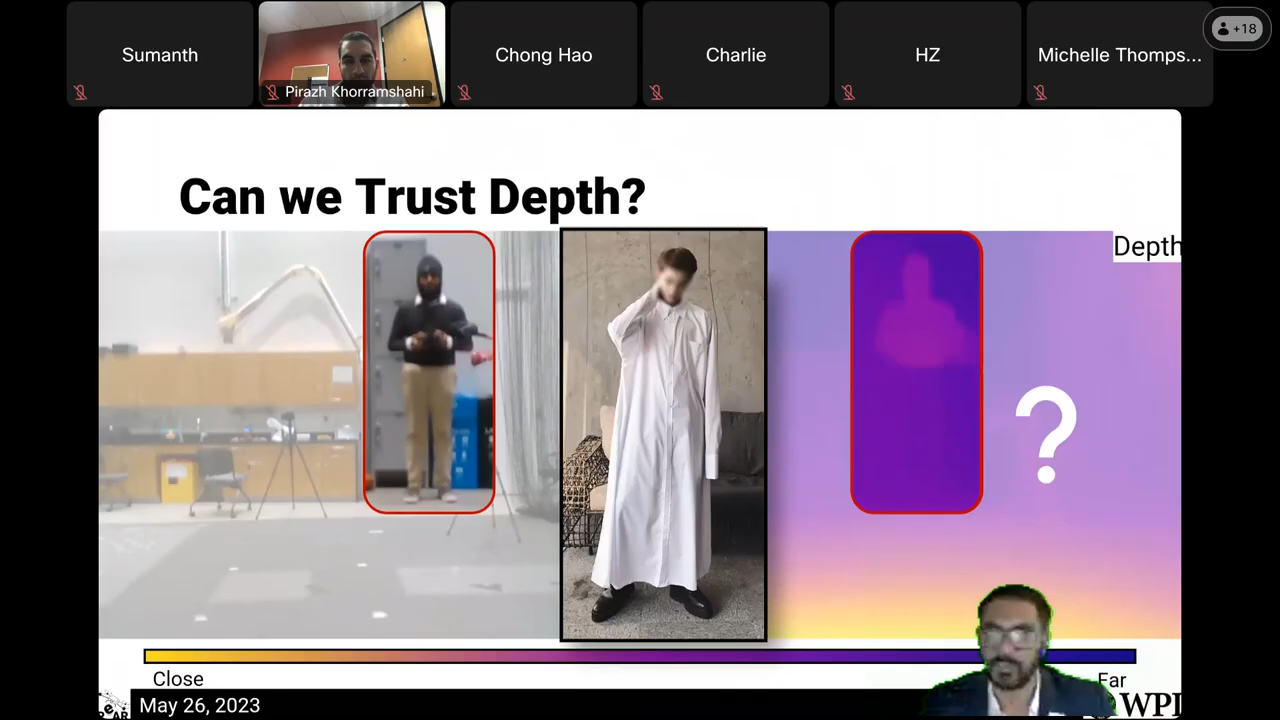 Sumanth
Pirazh Khorramshahi
Chong Hao
Charlie
HZ
Michelle Thomps...
+18
Can we Trust Depth?
Depth
?
Close
Far
May 26, 2023
WPI